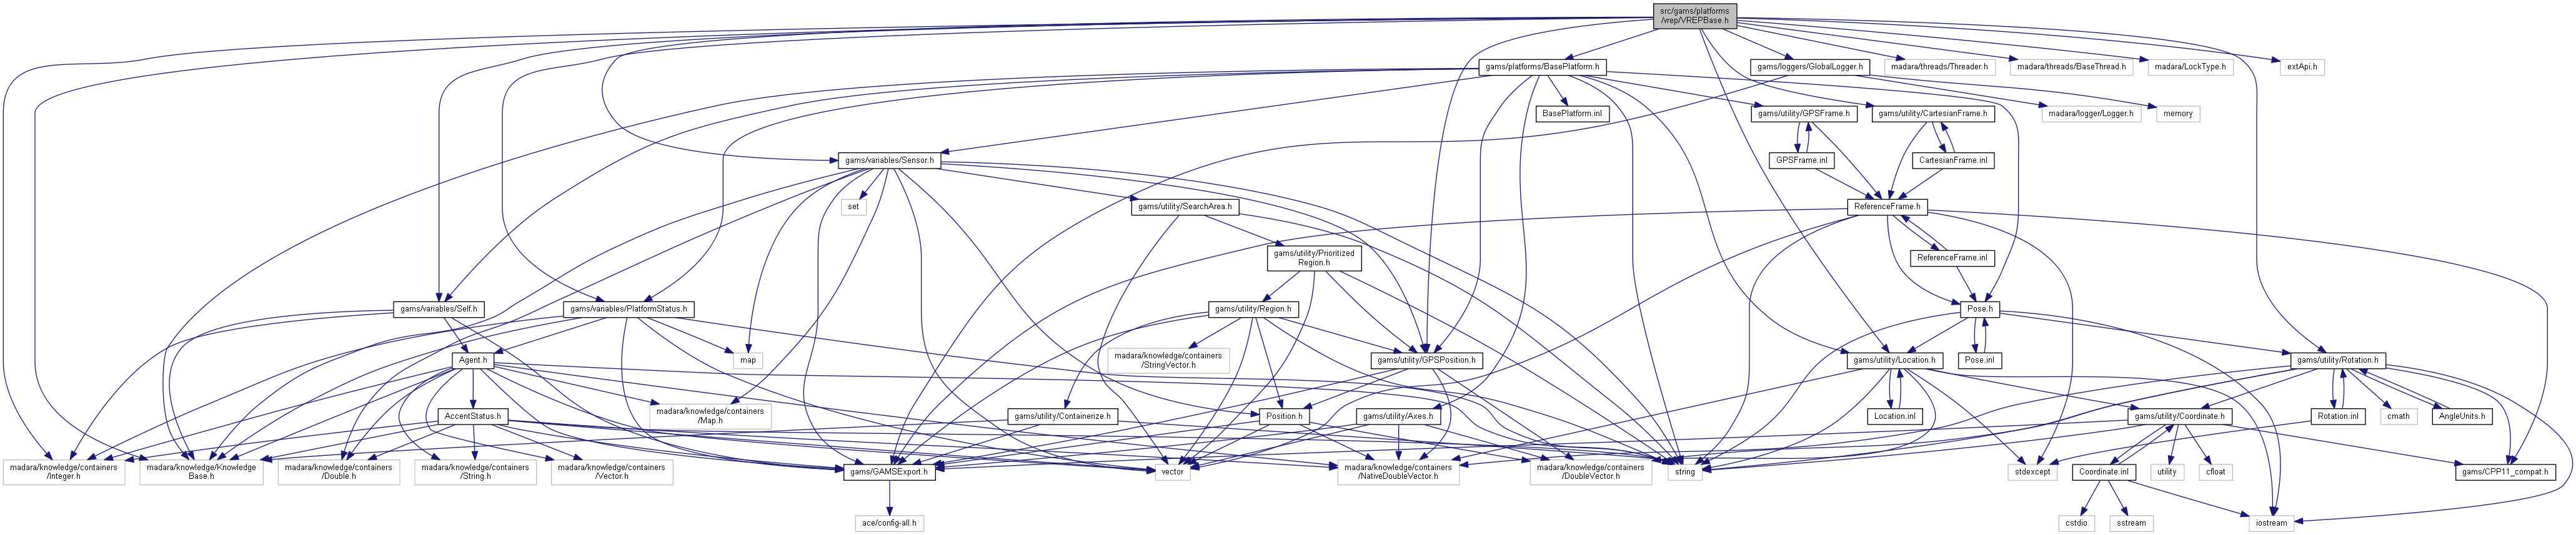 src/gams/platforms
/vrep/VREPBase.h
gams/platforms/BasePlatform.h
gams/loggers/GlobalLogger.h
madara/threads/Threader.h
madara/threads/BaseThread.h
madara/LockType.h
extApi.h
BasePlatform.inl
gams/utility/GPSFrame.h
gams/utility/CartesianFrame.h
madara/logger/Logger.h
memory
gams/variables/Sensor.h
GPSFrame.inl
CartesianFrame.inl
set
gams/utility/SearchArea.h
ReferenceFrame.h
gams/utility/Prioritized
Region.h
ReferenceFrame.inl
gams/variables/Self.h
gams/variables/PlatformStatus.h
gams/utility/Region.h
Pose.h
Agent.h
map
madara/knowledge/containers
/StringVector.h
gams/utility/GPSPosition.h
gams/utility/Location.h
Pose.inl
gams/utility/Rotation.h
AccentStatus.h
madara/knowledge/containers
/Map.h
gams/utility/Containerize.h
Position.h
gams/utility/Axes.h
Location.inl
gams/utility/Coordinate.h
Rotation.inl
cmath
AngleUnits.h
madara/knowledge/containers
/Integer.h
madara/knowledge/Knowledge
Base.h
madara/knowledge/containers
/Double.h
madara/knowledge/containers
/String.h
madara/knowledge/containers
/Vector.h
gams/GAMSExport.h
vector
madara/knowledge/containers
/NativeDoubleVector.h
madara/knowledge/containers
/DoubleVector.h
string
stdexcept
Coordinate.inl
utility
cfloat
gams/CPP11_compat.h
ace/config-all.h
cstdio
sstream
iostream